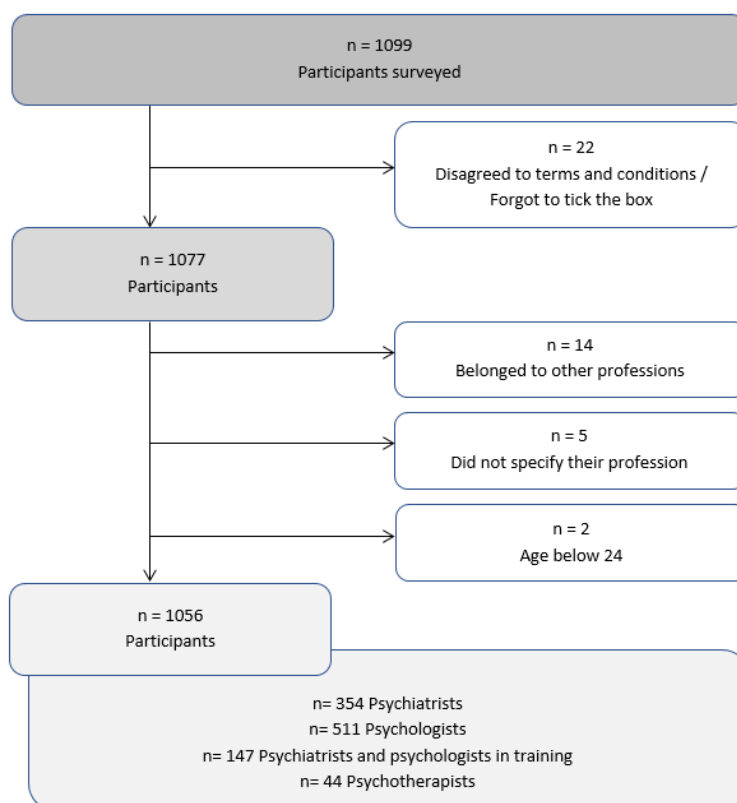 n = 1099
Participants surveyed
n = 22
Disagreed to terms and conditions /
Forgot to tick the box
n = 1077
Participants
n = 14
Belonged to other professions
n = 5
Did not specify their profession
n = 2
Age below 24
n = 1056
Participants
n= 354 Psychiatrists
n= 511 Psychologists
n= 147 Psychiatrists and psychologists in training
n= 44 Psychotherapists